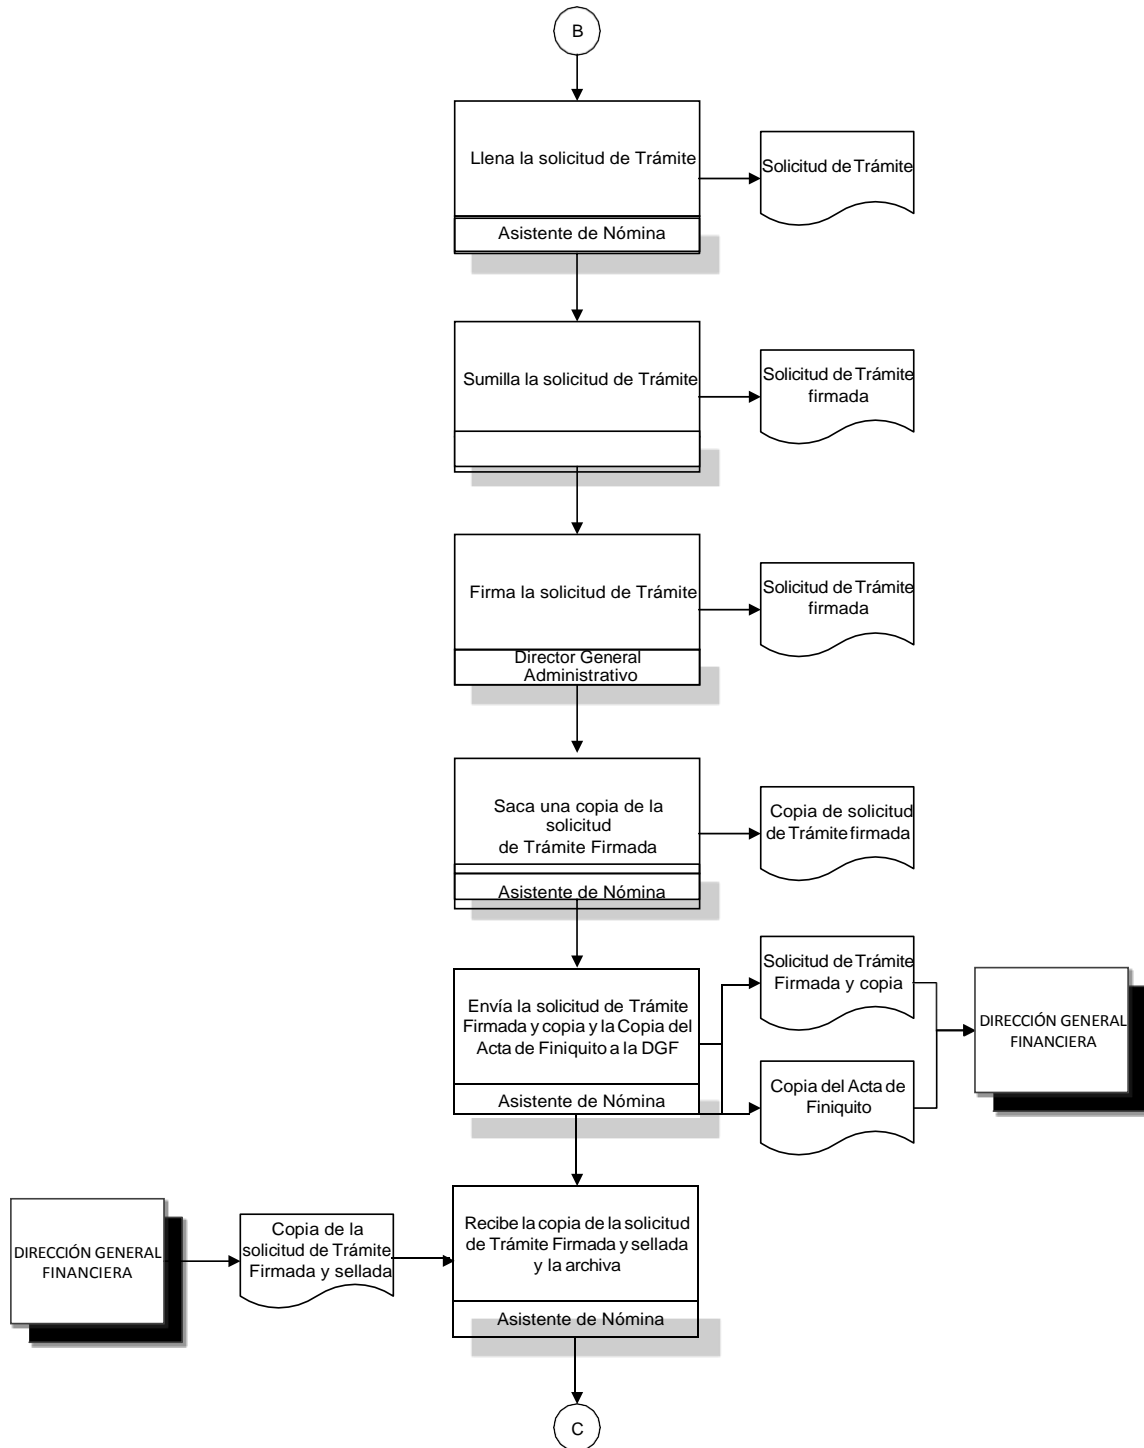 B
Llena la solicitud de Trámite
Asistente de Nómina
Solicitud de Trámite
Sumilla la solicitud de Trámite
Solicitud de Trámite
firmada
Firma la solicitud de Trámite
Director General
Administrativo
Solicitud de Trámite
firmada
Saca una copia de la
solicitud
de Trámite Firmada
Asistente de Nómina
Copia de solicitud
de Trámite firmada
Envía la solicitud de Trámite
Firmada y copia y la Copia del
Acta de Finiquito a la DGF
Asistente de Nómina
Solicitud de Trámite
Firmada y copia
Copia del Acta de
Finiquito
DIRECCIÓN GENERAL
FINANCIERA
DIRECCIÓN GENERAL
FINANCIERA
Copia de la
solicitud de Trámite
Firmada y sellada
Recibe la copia de la solicitud
de Trámite Firmada y sellada
y la archiva
Asistente de Nómina
C